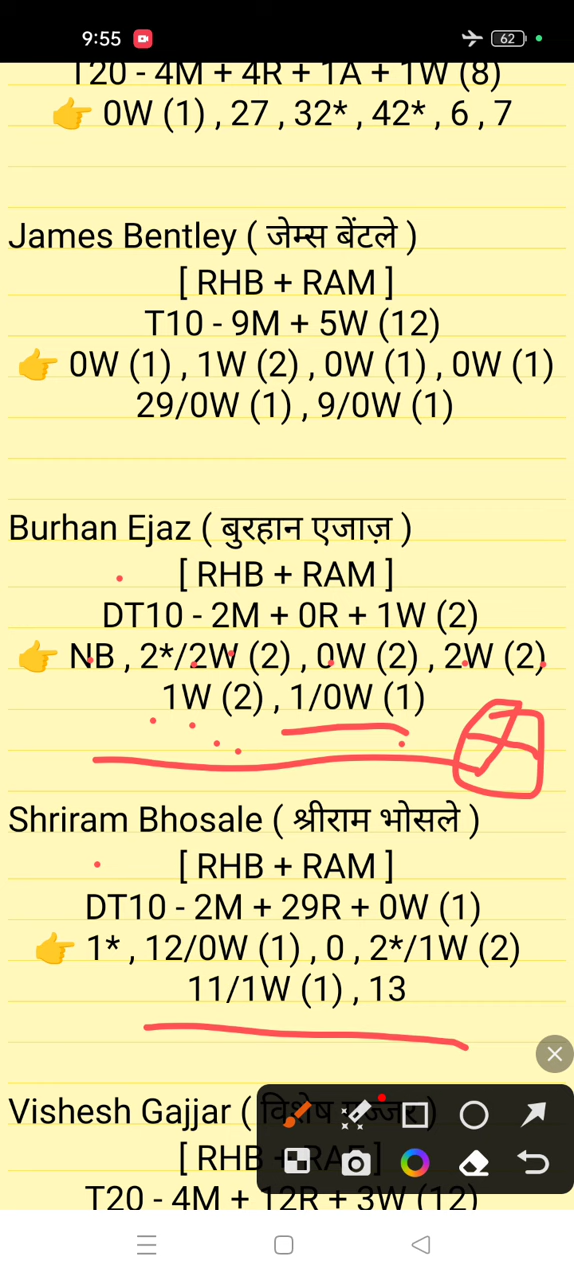 9:55
62
T20 - 4M + 4R + 1A + 1W (8)
👉 0W (1) , 27 , 32* , 42* , 6 , 7
James Bentley ( जेम्स बेंटले )
[ RHB + RAM ]
T10 - 9M + 5W (12)
👉 0W (1) , 1W (2) , 0W (1) , 0W (1)
29/0W (1) , 9/0W (1)
Burhan Ejaz ( बुरहान एजाज़ )
[ RHB + RAM ]
DT10 - 2M + 0R + 1W (2)
👉 NB , 2*/2W (2) , 0W (2) , 2W (2)
1W (2) , 1/0W (1)
Shriram Bhosale ( श्रीराम भोसले )
[ RHB + RAM ]
DT10 - 2M + 29R + 0W (1)
👉 1* , 12/0W (1) , 0 , 2*/1W (2)
11/1W (1) , 13
Vishesh Gajjar ( विशेष गज्जर )
[ RHB + RAF ]
T20 - 4M + 12R + 3W (12)